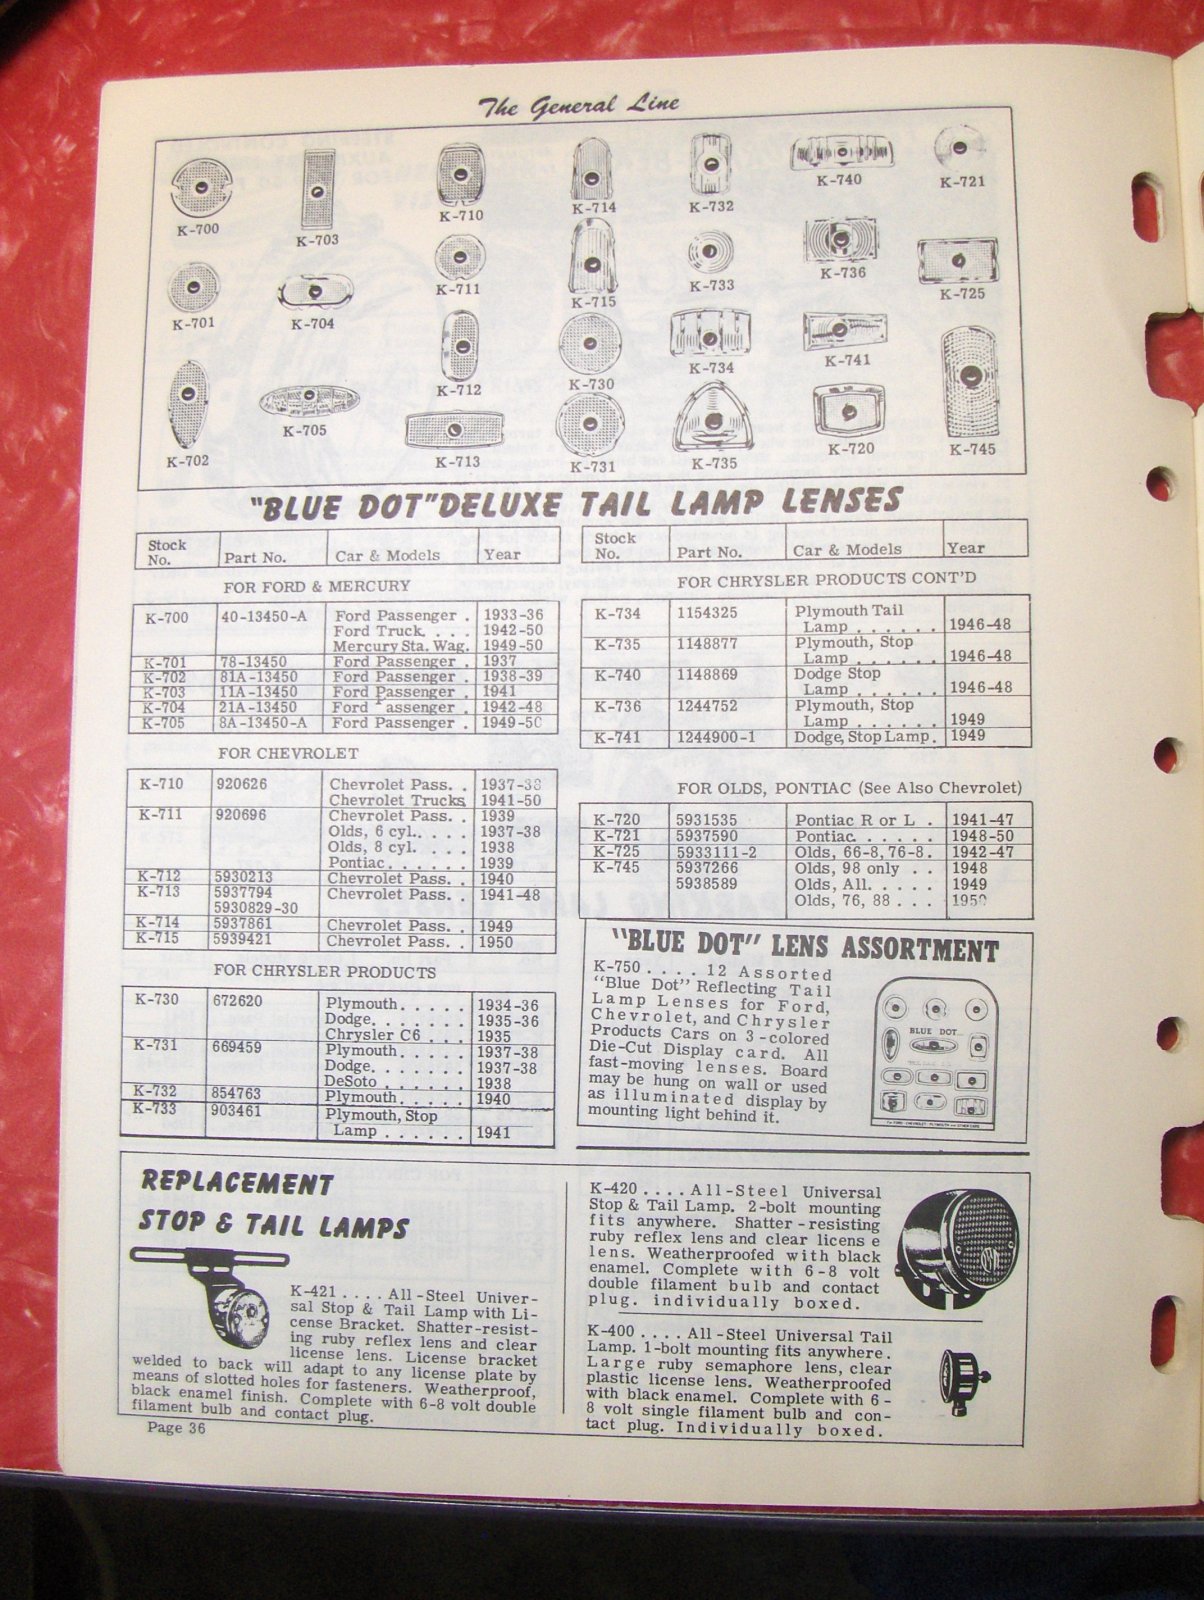 The General Line
K-700
K-703
K-710
K-714
K-732
K-740
K-721
K-701
K-704
K-711
K-715
K-733
K-736
K-725
K-702
K-705
K-712
K-713
K-730
K-731
K-734
K-735
K-741
K-720
K-745
"BLUE DOT" DELUXE TAIL LAMP LENSES
Stock No. Part No. Car & Models Year
FOR FORD & MERCURY
K-700 40-13450-A Ford Passenger . 1933-36
Ford Truck. . . . 1942-50
Mercury Sta. Wag. 1949-50
K-701 78-13450 Ford Passenger . 1937
K-702 81A-13450 Ford Passenger . 1938-39
K-703 11A-13450 Ford Passenger . 1941
K-704 21A-13450 Ford Passenger . 1942-48
K-705 8A-13450-A Ford Passenger . 1949-50
FOR CHEVROLET
K-710 920626 Chevrolet Pass. . 1937-38
Chevrolet Trucks 1941-50
K-711 920696 Chevrolet Pass. . 1939
Olds, 6 cyl.. . . . 1937-38
Olds, 8 cyl. . . . 1938
Pontiac. . . . . . 1939
K-712 5930213 Chevrolet Pass. . 1940
K-713 5937794 Chevrolet Pass. . 1941-48
5930829-30
K-714 5937861 Chevrolet Pass. . 1949
K-715 5939421 Chevrolet Pass. . 1950
FOR CHRYSLER PRODUCTS
K-730 672620 Plymouth. . . . . 1934-36
Dodge. . . . . . . 1935-36
Chrysler C6 . . . 1935
K-731 669459 Plymouth. . . . . 1937-38
Dodge. . . . . . . 1937-38
DeSoto . . . . . . 1938
K-732 854763 Plymouth. . . . . 1940
K-733 903461 Plymouth, Stop
Lamp . . . . . . 1941
Stock No. Part No. Car & Models Year
FOR CHRYSLER PRODUCTS CONT'D
K-734 1154325 Plymouth Tail
Lamp . . . . . . 1946-48
K-735 1148877 Plymouth, Stop
Lamp . . . . . . 1946-48
K-740 1148869 Dodge Stop
Lamp . . . . . . 1946-48
K-736 1244752 Plymouth, Stop
Lamp . . . . . . 1949
K-741 1244900-1 Dodge, Stop Lamp. 1949
FOR OLDS, PONTIAC (See Also Chevrolet)
K-720 5931535 Pontiac R or L . 1941-47
K-721 5937590 Pontiac. . . . . . 1948-50
K-725 5933111-2 Olds, 66-8, 76-8. 1942-47
K-745 5937266 Olds, 98 only . . 1948
5938589 Olds, All. . . . . 1949
Olds, 76, 88 . . . 1950
"BLUE DOT" LENS ASSORTMENT
K-750 . . . . 12 Assorted
"Blue Dot" Reflecting Tail
Lamp Lenses for Ford,
Chevrolet, and Chrysler
Products Cars on 3-colored
Die-Cut Display card. All
fast-moving lenses. Board
may be hung on wall or used
as illuminated display by
mounting light behind it.
BLUE DOT
REPLACEMENT
STOP & TAIL LAMPS
K-421 . . . . All-Steel Univer-
sal Stop & Tail Lamp with Li-
cense Bracket. Shatter-resist-
ing ruby reflex lens and clear
license lens. License bracket
welded to back will adapt to any license plate by
means of slotted holes for fasteners. Weatherproof,
black enamel finish. Complete with 6-8 volt double
filament bulb and contact plug.
K-420 . . . . All-Steel Universal
Stop & Tail Lamp. 2-bolt mounting
fits anywhere. Shatter-resisting
ruby reflex lens and clear licens e
lens. Weatherproofed with black
enamel. Complete with 6-8 volt
double filament bulb and contact
plug. individually boxed.
K-400 . . . . All-Steel Universal Tail
Lamp. 1-bolt mounting fits anywhere.
Large ruby semaphore lens, clear
plastic license lens. Weatherproofed
with black enamel. Complete with 6-
8 volt single filament bulb and con-
tact plug. Individually boxed.
Page 36